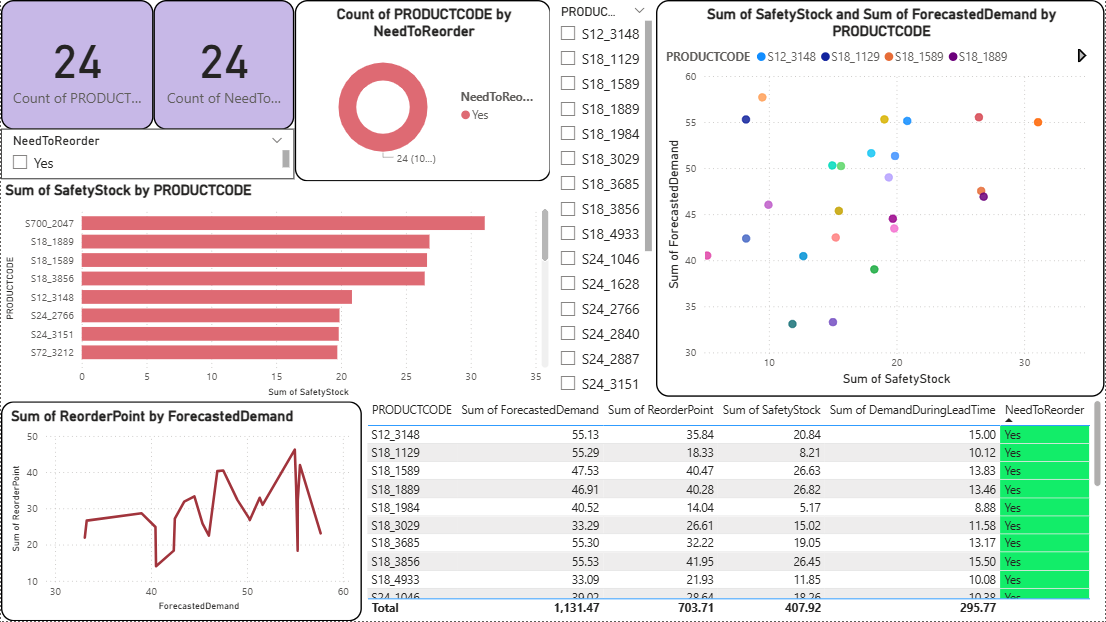 24
Count of PRODUCT...
24
Count of NeedTo...
NeedToReorder
Yes
Count of PRODUCTCODE by
NeedToReorder
NeedToReo...
Yes
24 (10...)
PRODUC...
S12_3148
S18_1129
S18_1589
S18_1889
S18_1984
S18_3029
S18_3685
S18_3856
S18_4933
S24_1046
S24_1628
S24_2766
S24_2840
S24_2887
S24_3151
Sum of SafetyStock and Sum of ForecastedDemand by
PRODUCTCODE
PRODUCTCODE S12_3148 S18_1129 S18_1589 S18_1889
Sum of ForecastedDemand
60
55
50
45
40
35
30
10 20 30
Sum of SafetyStock
Sum of SafetyStock by PRODUCTCODE
PRODUCTCODE
S700_2047
S18_1889
S18_1589
S18_3856
S12_3148
S24_2766
S24_3151
S72_3212
0 5 10 15 20 25 30 35
Sum of SafetyStock
Sum of ReorderPoint by ForecastedDemand
Sum of ReorderPoint
50
40
30
20
10
30 40 50 60
ForecastedDemand
PRODUCTCODE Sum of ForecastedDemand Sum of ReorderPoint Sum of SafetyStock Sum of DemandDuringLeadTime NeedToReorder
S12_3148 55.13 35.84 20.84 15.00 Yes
S18_1129 55.29 18.33 8.21 10.12 Yes
S18_1589 47.53 40.47 26.63 13.83 Yes
S18_1889 46.91 40.28 26.82 13.46 Yes
S18_1984 40.52 14.04 5.17 8.88 Yes
S18_3029 33.29 26.61 15.02 11.58 Yes
S18_3685 55.30 32.22 19.05 13.17 Yes
S18_3856 55.53 41.95 26.45 15.50 Yes
S18_4933 33.09 21.93 11.85 10.08 Yes
S24_1046 39.02 28.64 18.26 10.38 Yes
Total 1,131.47 703.71 407.92 295.77